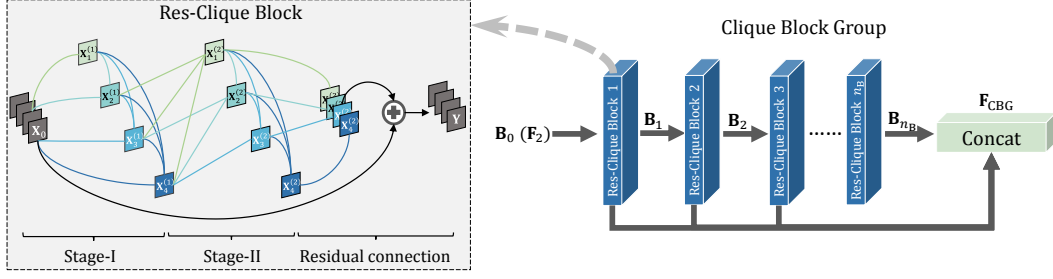 Res-Clique Block
X_1^(1)
X_2^(1)
X_3^(1)
X_4^(1)
X_1^(2)
X_2^(2)
X_3^(2)
X_4^(2)
X_0
X_4^(2)
Y
Stage-I
Stage-II
Residual connection
Clique Block Group
B_0 (F_2)
Res-Clique Block 1
B_1
Res-Clique Block 2
B_2
Res-Clique Block 3
......
Res-Clique Block n_B
B_{n_B}
F_CBG
Concat